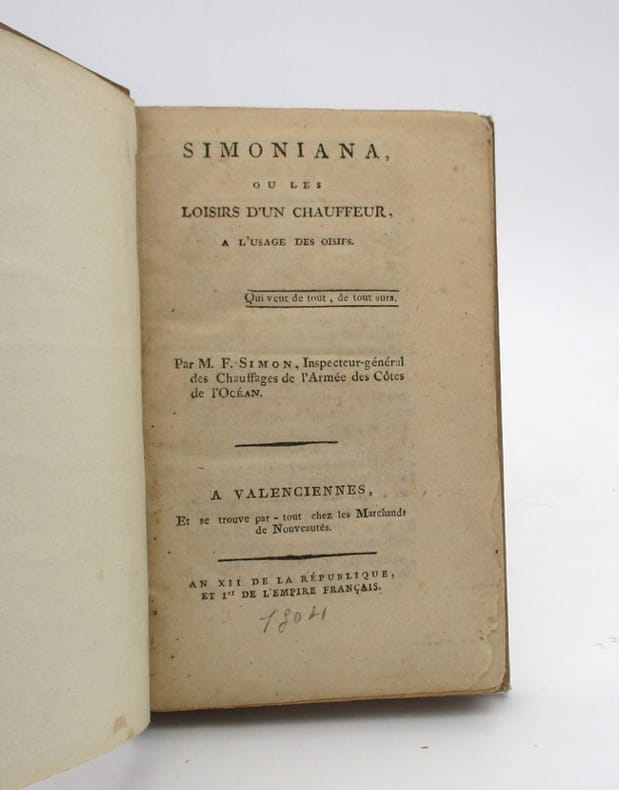 SIMONIANA,
OU LES
LOISIRS D'UN CHAUFFEUR,
A L'USAGE DES OISIFS.
Qui veut de tout, de tout aura.
Par M. F. SIMON, Inspecteur-général
des Chauffages de l'Armée des Côtes
de l'OCÉAN.
A VALENCIENNES,
Et se trouve par-tout chez les Marchands
de Nouveautés.
AN XII DE LA RÉPUBLIQUE,
ET Ier DE L'EMPIRE FRANÇAIS.
1804